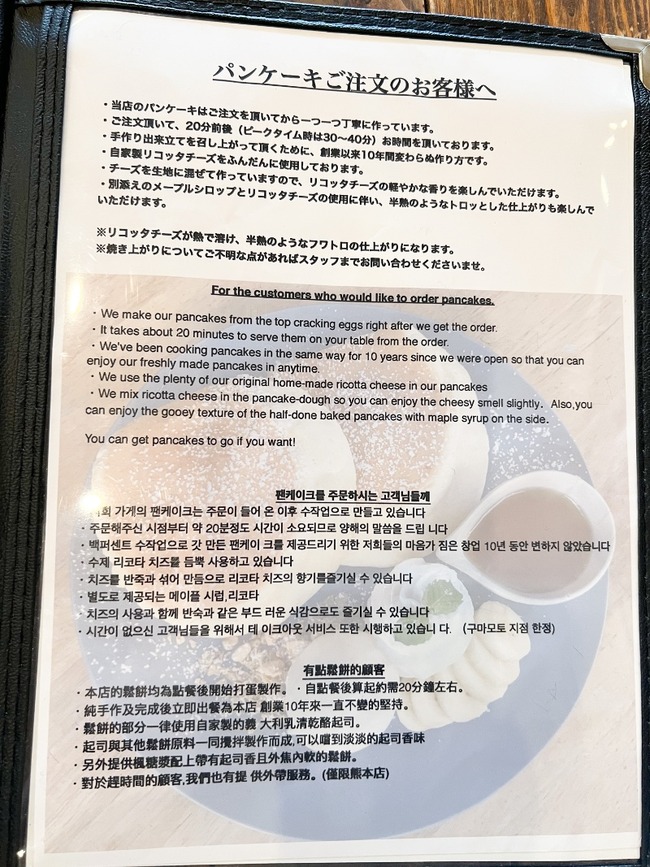 パンケーキご注文のお客様へ
・当店のパンケーキはご注文を頂いてから一つ一つ丁寧に作っています。
・ご注文頂いて、20分前後（ピークタイム時は30〜40分）お時間を頂いております。
・手作り出来立てを召し上がって頂くために、創業以来10年間変わらぬ作り方です。
・自家製リコッタチーズをふんだんに使用しております。
・チーズを生地に混ぜて作っていますので、リコッタチーズの軽やかな香りを楽しんでいただけます。
・別添えのメープルシロップとリコッタチーズの使用に伴い、半熟のようなトロッとした仕上がりも楽しんで
いただけます。
※リコッタチーズが熱で溶け、半熟のようなフワトロの仕上がりになります。
※焼き上がりについてご不明な点があればスタッフまでお問い合わせくださいませ。
For the customers who would like to order pancakes.
・We make our pancakes from the top cracking eggs right after we get the order.
・It takes about 20 minutes to serve them on your table from the order.
・We've been cooking pancakes in the same way for 10 years since we were open so that you can
enjoy our freshly made pancakes in anytime.
・We use the plenty of our original home-made ricotta cheese in our pancakes
・We mix ricotta cheese in the pancake-dough so you can enjoy the cheesy smell slightly．Also,you
can enjoy the gooey texture of the half-done baked pancakes with maple syrup on the side.
You can get pancakes to go if you want!
팬케이크를 주문하시는 고객님들께
가게의 팬케이크는 주문이 들어 온 이후 수작업으로 만들고 있습니다
・주문해주신 시점부터 약 20분정도 시간이 소요되므로 양해의 말씀을 드립 니다
・백퍼센트 수작업으로 갓 만든 팬케이 크를 제공드리기 위한 저희들의 마음가 짐은 창업 10년 동안 변하지 않았습니다
・수제 리코타 치즈를 듬뿍 사용하고 있습니다
・치즈를 반죽과 섞어 만듬으로 리코타 치즈의 향기를즐기실 수 있습니다
・별도로 제공되는 메이플 시럽,리코타
치즈의 사용과 함께 반숙과 같은 부드 러운 식감으로도 즐기실 수 있습니다
・시간이 없으신 고객님들을 위해서 테 이크아웃 서비스 또한 시행하고 있습니 다. (구마모토 지점 한정)
有點鬆餅的顧客
・本店的鬆餅均為點餐後開始打蛋製作。・自點餐後算起約需20分鐘左右。
・純手作及完成後立即出餐為本店 創業10年來一直不變的堅持。
・鬆餅的部分一律使用自家製的義 大利乳清乾酪起司。
・起司與其他鬆餅原料一同攪拌製作而成,可以嚐到淡淡的起司香味
・另外提供楓糖漿配上帶有起司香且外焦內軟的鬆餅。
・對於趕時間的顧客,我們也有提 供外帶服務。(僅限熊本店)